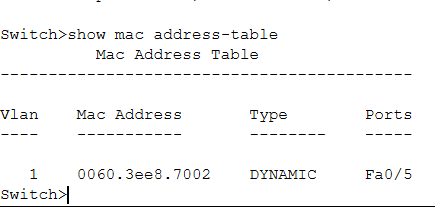 Switch>show mac address-table
Mac Address Table
-------------------------------------------
Vlan Mac Address Type Ports
---- ----------- -------- -----
1 0060.3ee8.7002 DYNAMIC Fa0/5
Switch>